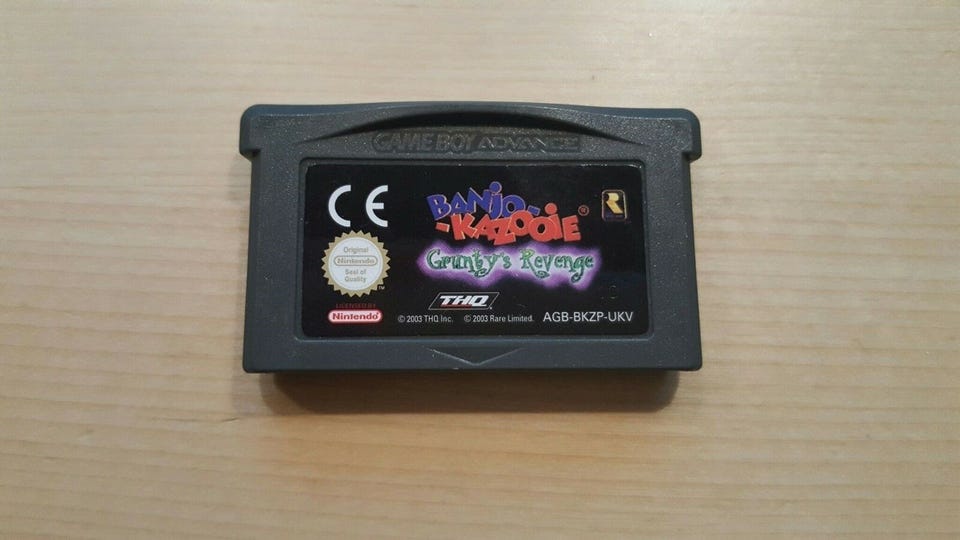 GAME BOY ADVANCE
CE
BANJO-
-KAZOOIE®
R
Grunty's Revenge
Original
Nintendo
Seal of
Quality
TM
THQ
LICENSED BY
Nintendo
© 2003 THQ Inc. © 2003 Rare Limited. AGB-BKZP-UKV